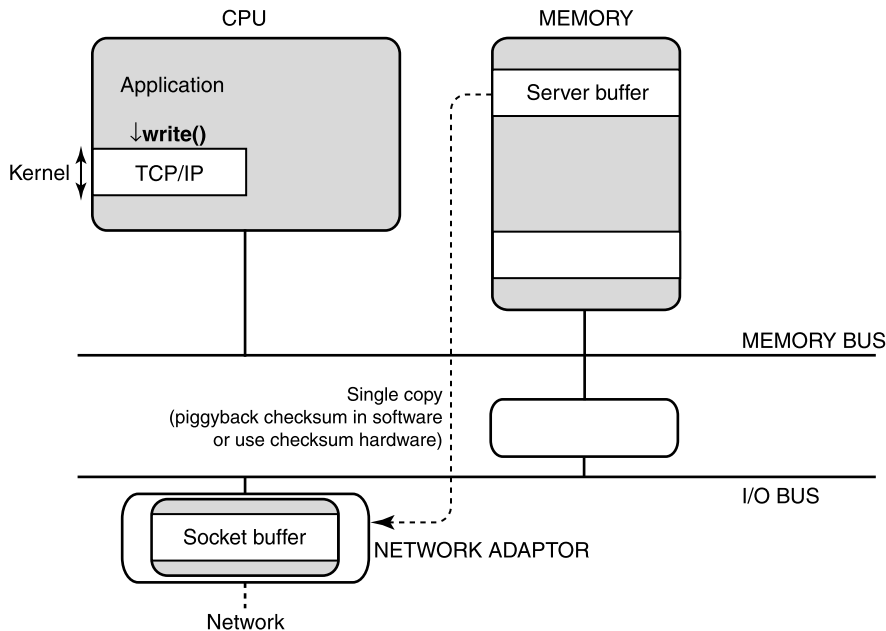 CPU
MEMORY
Application
Server buffer
↓write()
Kernel
TCP/IP
MEMORY BUS
Single copy
(piggyback checksum in software
or use checksum hardware)
I/O BUS
Socket buffer
NETWORK ADAPTOR
Network